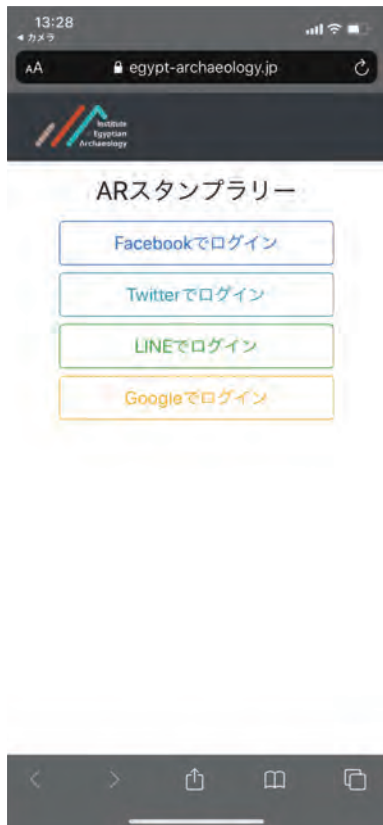 13:28
◀ カメラ
AA egypt-archaeology.jp
Institute
Egyptian
Archaeology
ARスタンプラリー
Facebookでログイン
Twitterでログイン
LINEでログイン
Googleでログイン